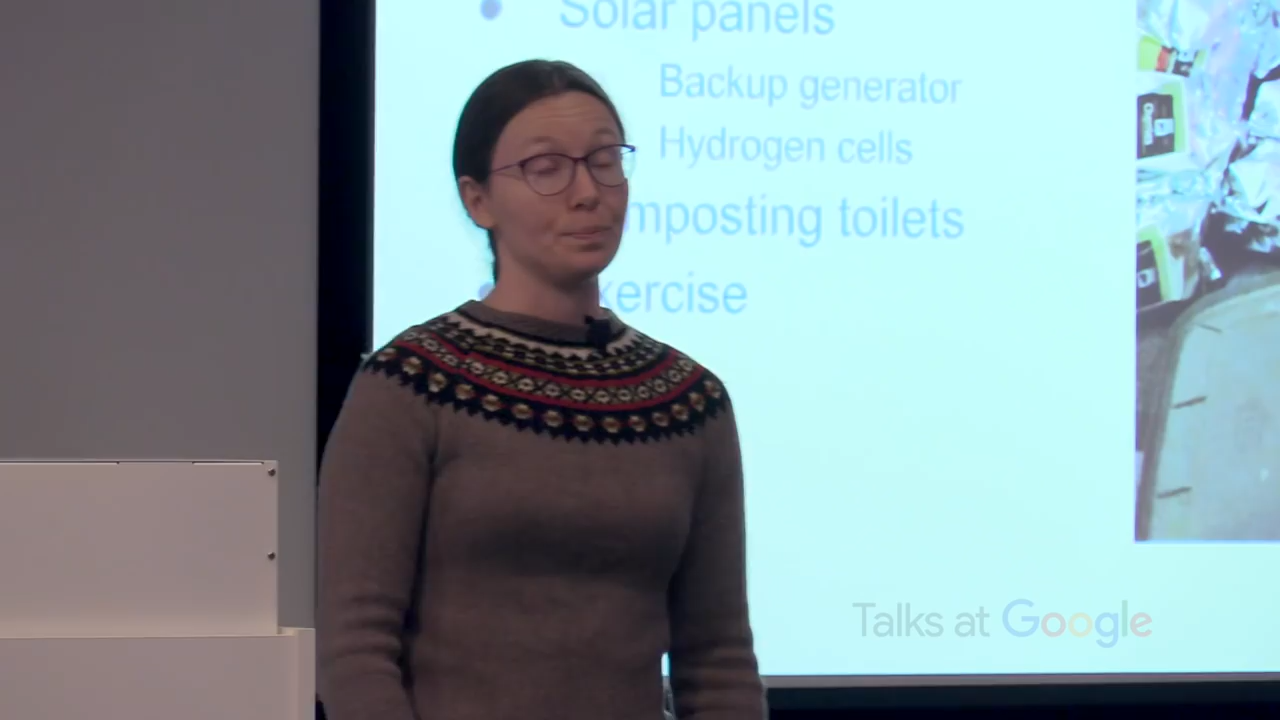 Solar panels
Backup generator
Hydrogen cells
mposting toilets
xercise
Talks at Google